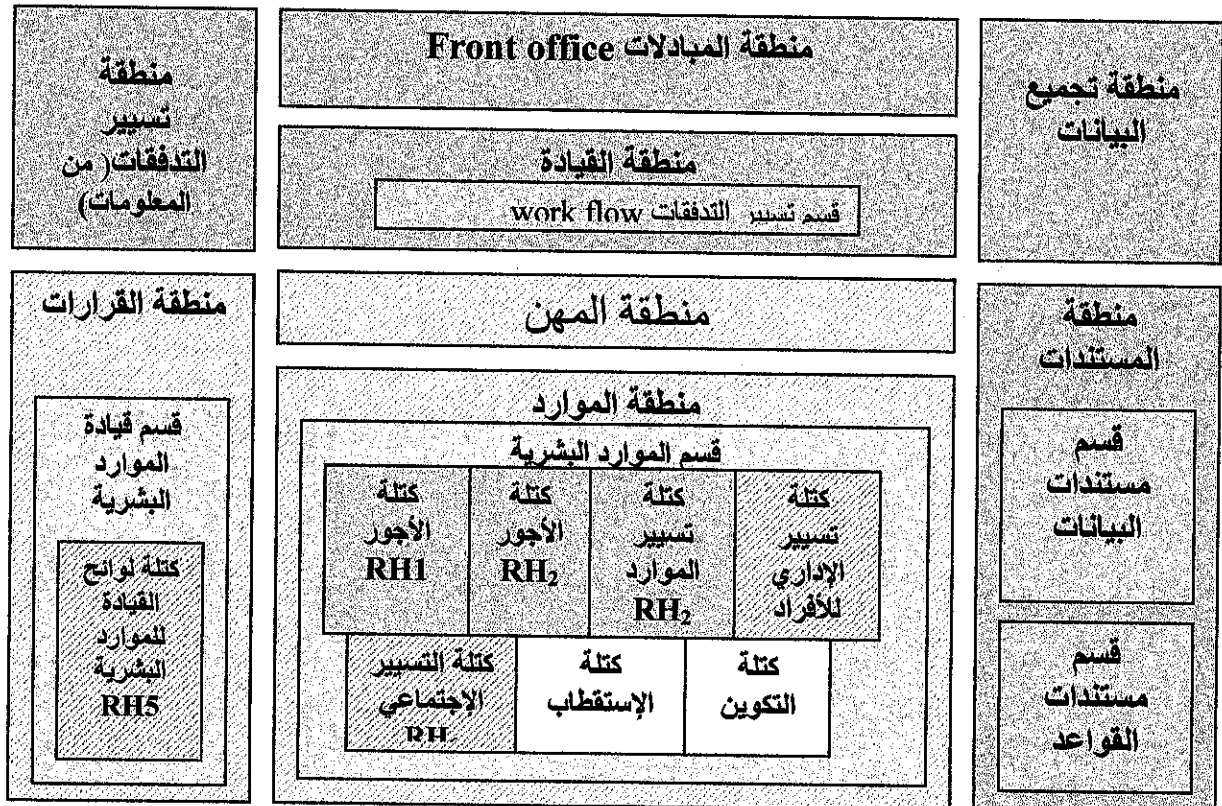 منطقة المبادلات Front office
منطقة تجميع
البيانات
منطقة
تسيير
التدفقات( من
المعلومات)
منطقة القيادة
قسم تسيير التدفقات work flow
منطقة
المستندات
قسم
مستندات
البيانات
قسم
مستندات
القواعد
منطقة المهن
منطقة الموارد
قسم الموارد البشرية
كتلة
تسيير
الإداري
للأفراد
كتلة
تسيير
الموارد
RH₂
كتلة
الأجور
RH₂
كتلة
الأجور
RH1
كتلة
التكوين
كتلة
الإستقطاب
كتلة التسيير
الإجتماعي
منطقة القرارات
قسم قيادة
الموارد
البشرية
كتلة لوائح
القيادة
للموارد
البشرية
RH5